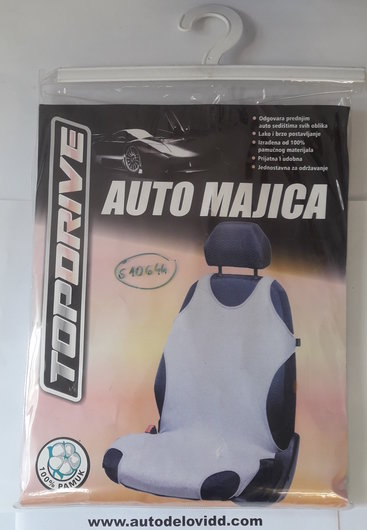 • Odgovara prednjim
auto sedištima svih oblika
• Lako i brzo postavljanje
• Izrađena od 100%
pamučnog materijala
• Prijatna i udobna
• Jednostavna za održavanje
TOPDRIVE
AUTO MAJICA
610644
100% PAMUK
www.autodelovidd.com